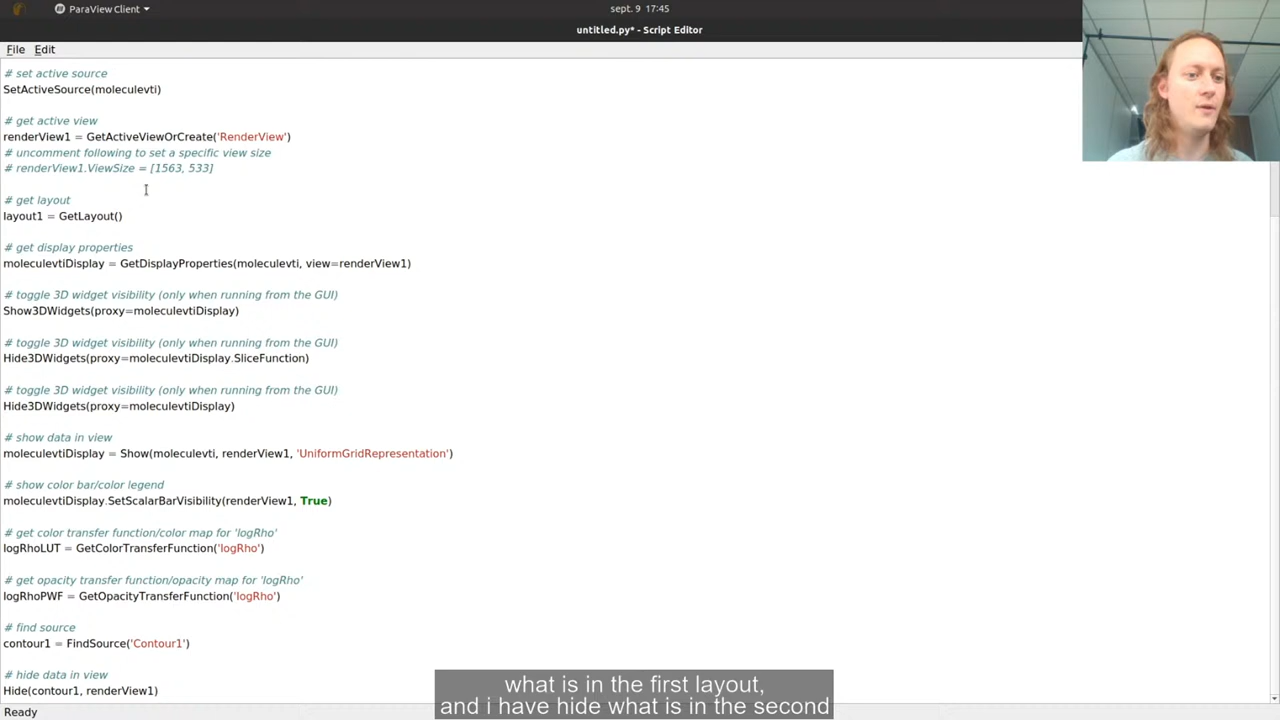 ParaView Client
sept. 9 17:45
untitled.py* - Script Editor
File Edit
# set active source
SetActiveSource(moleculevti)
# get active view
renderView1 = GetActiveViewOrCreate('RenderView')
# uncomment following to set a specific view size
# renderView1.ViewSize = [1563, 533]
# get layout
layout1 = GetLayout()
# get display properties
moleculevtiDisplay = GetDisplayProperties(moleculevti, view=renderView1)
# toggle 3D widget visibility (only when running from the GUI)
Show3DWidgets(proxy=moleculevtiDisplay)
# toggle 3D widget visibility (only when running from the GUI)
Hide3DWidgets(proxy=moleculevtiDisplay.SliceFunction)
# toggle 3D widget visibility (only when running from the GUI)
Hide3DWidgets(proxy=moleculevtiDisplay)
# show data in view
moleculevtiDisplay = Show(moleculevti, renderView1, 'UniformGridRepresentation')
# show color bar/color legend
moleculevtiDisplay.SetScalarBarVisibility(renderView1, True)
# get color transfer function/color map for 'logRho'
logRhoLUT = GetColorTransferFunction('logRho')
# get opacity transfer function/opacity map for 'logRho'
logRhoPWF = GetOpacityTransferFunction('logRho')
# find source
contour1 = FindSource('Contour1')
# hide data in view
Hide(contour1, renderView1)
what is in the first layout,
and i have hide what is in the second
Ready